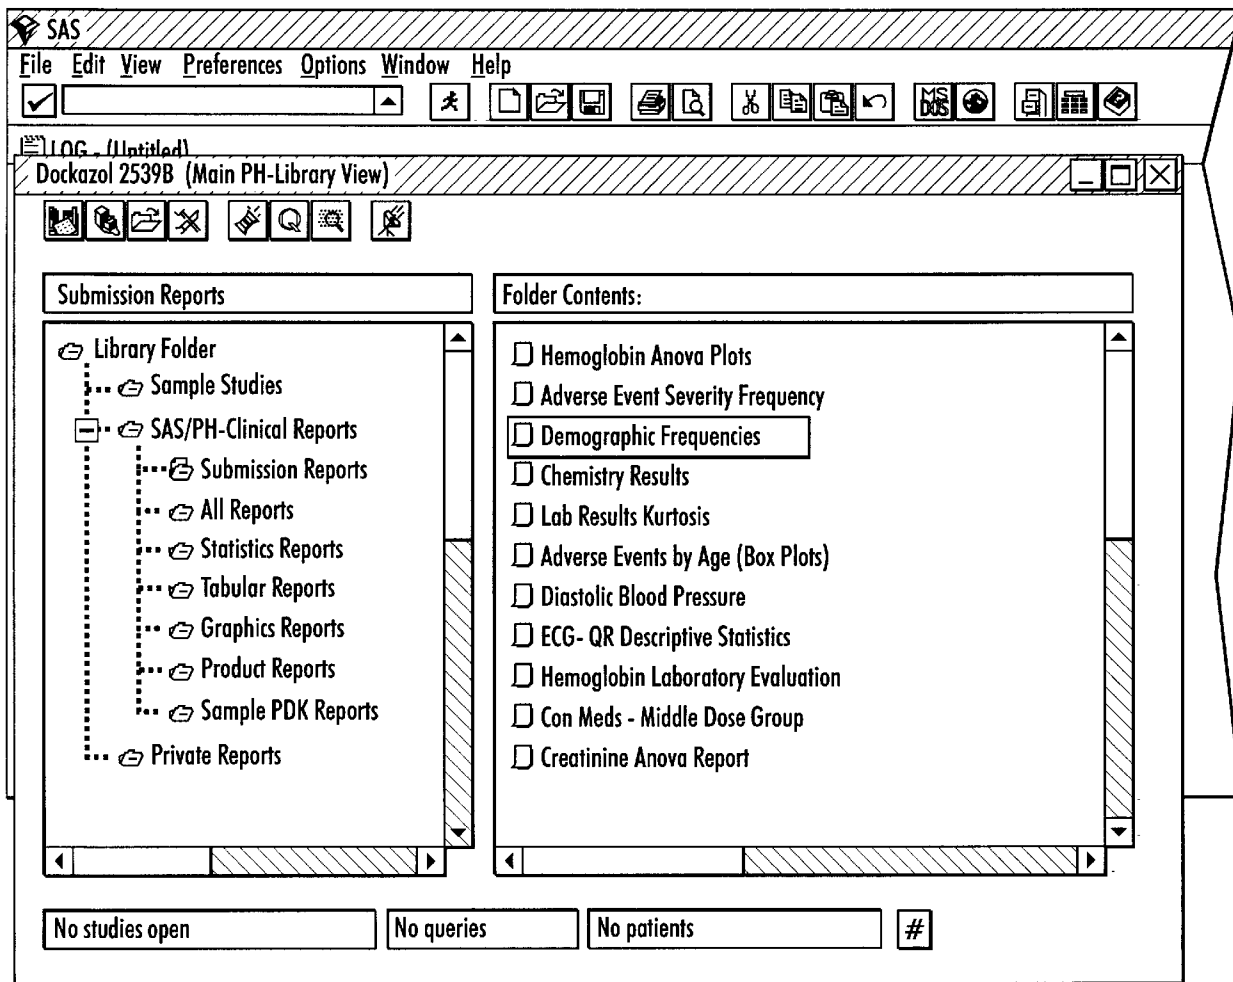 SAS
File Edit View Preferences Options Window Help
MS
DOS
LOG - (Untitled)
Dockazol 2539B (Main PH-Library View)
Q
Submission Reports
Folder Contents:
Library Folder
Sample Studies
SAS/PH-Clinical Reports
Submission Reports
All Reports
Statistics Reports
Tabular Reports
Graphics Reports
Product Reports
Sample PDK Reports
Private Reports
Hemoglobin Anova Plots
Adverse Event Severity Frequency
Demographic Frequencies
Chemistry Results
Lab Results Kurtosis
Adverse Events by Age (Box Plots)
Diastolic Blood Pressure
ECG- QR Descriptive Statistics
Hemoglobin Laboratory Evaluation
Con Meds - Middle Dose Group
Creatinine Anova Report
No studies open
No queries
No patients
#